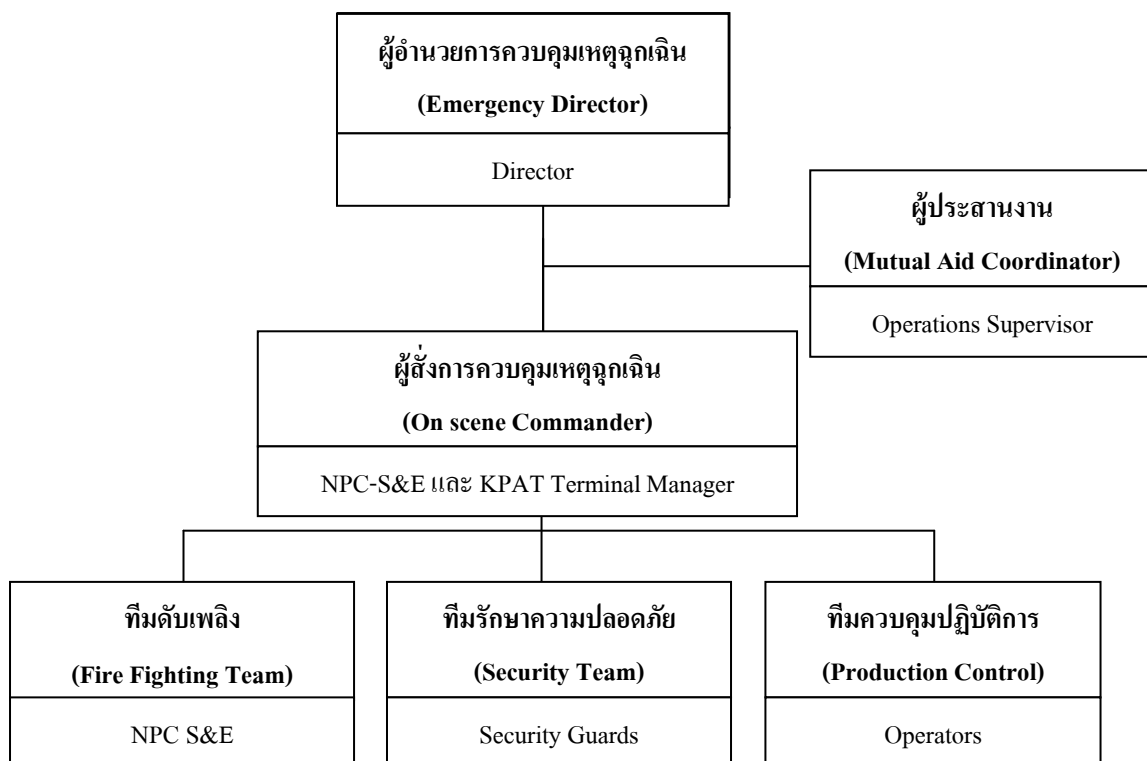 ผู้อำนวยการควบคุมเหตุฉุกเฉิน
(Emergency Director)
Director
ผู้ประสานงาน
(Mutual Aid Coordinator)
Operations Supervisor
ผู้สั่งการควบคุมเหตุฉุกเฉิน
(On scene Commander)
NPC-S&E และ KPAT Terminal Manager
ทีมดับเพลิง
(Fire Fighting Team)
NPC S&E
ทีมรักษาความปลอดภัย
(Security Team)
Security Guards
ทีมควบคุมปฏิบัติการ
(Production Control)
Operators